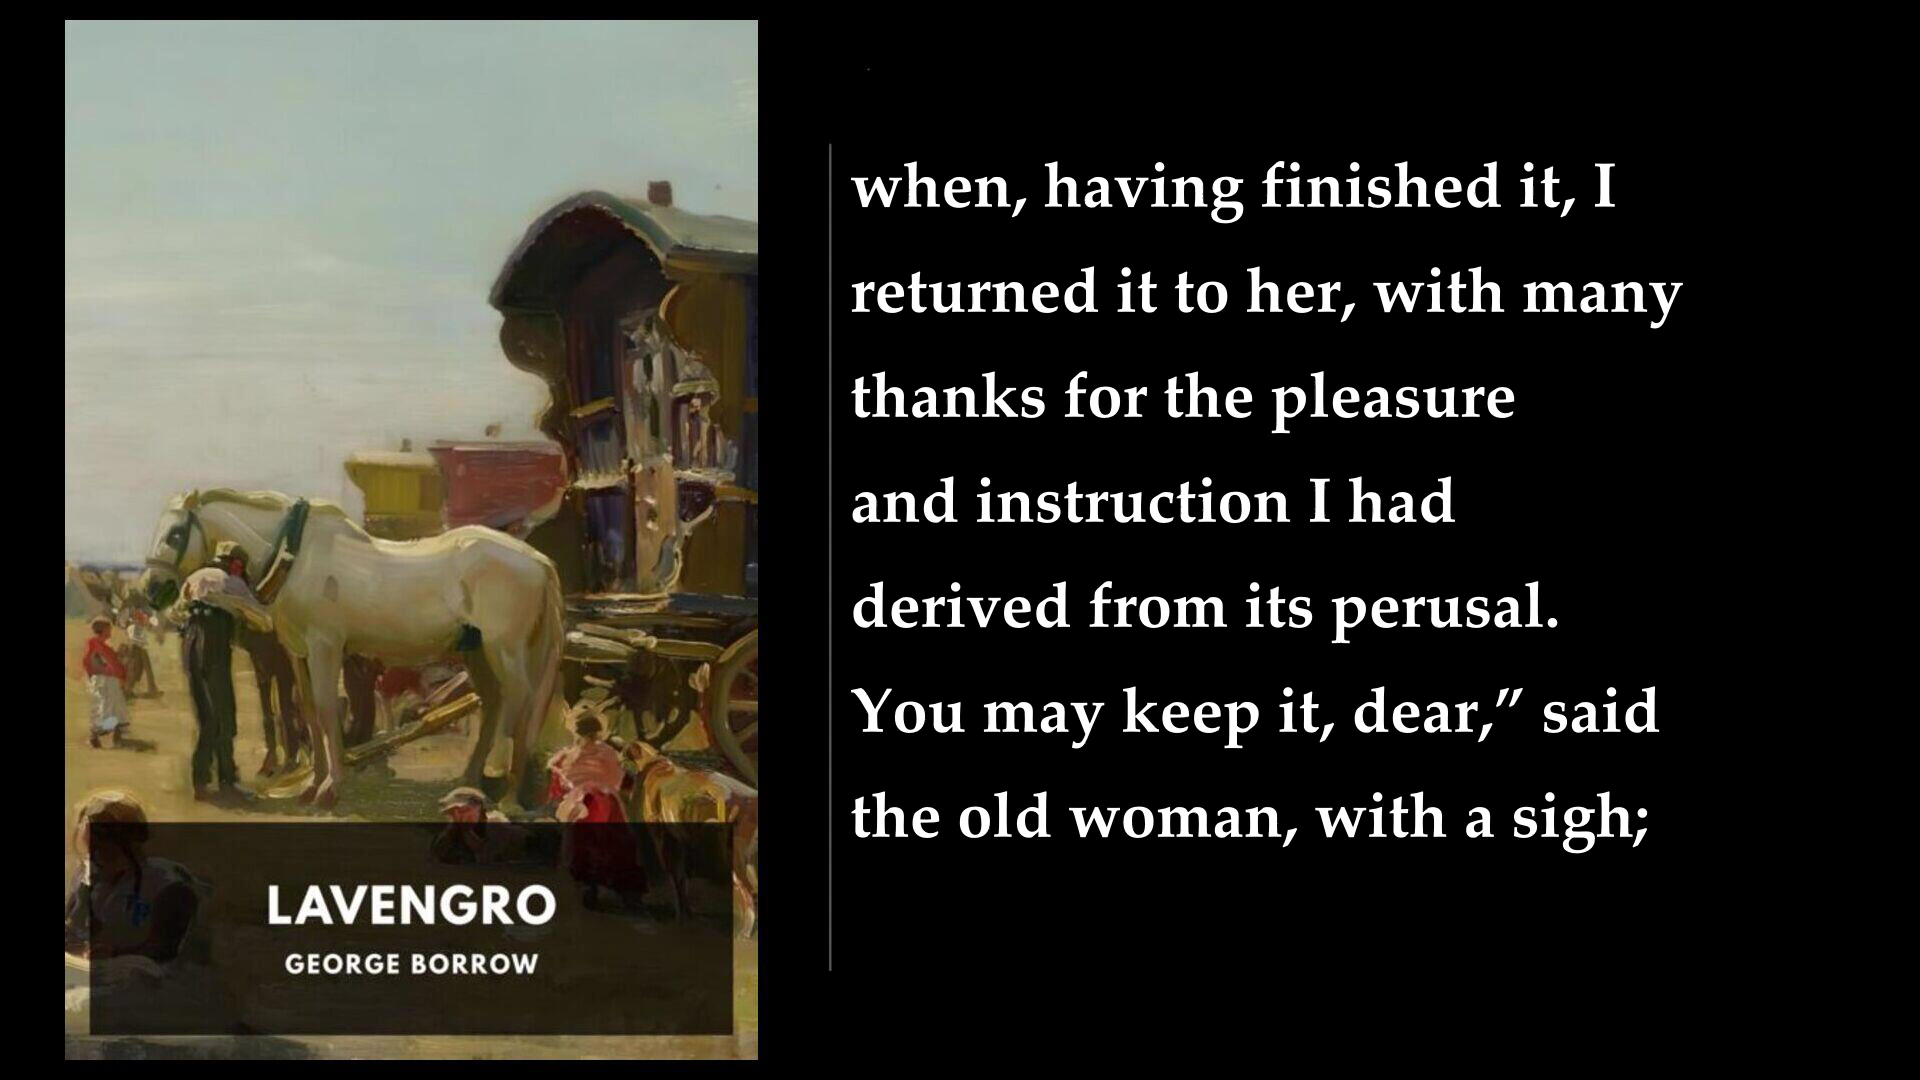 when, having finished it, I
returned it to her, with many
thanks for the pleasure
and instruction I had
derived from its perusal.
You may keep it, dear,” said
the old woman, with a sigh;
LAVENGRO
GEORGE BORROW